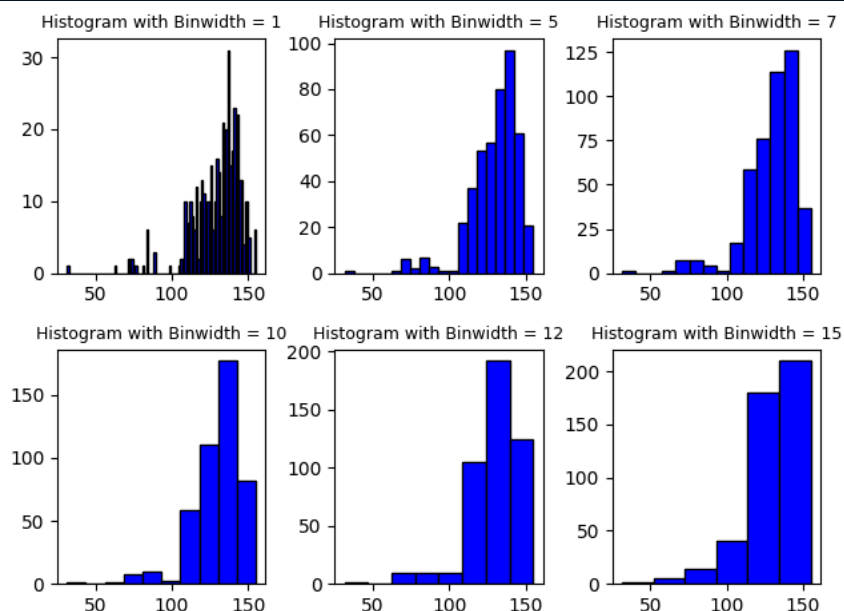 Histogram with Binwidth = 1
30
20
10
0
50 100 150
Histogram with Binwidth = 5
100
80
60
40
20
0
50 100 150
Histogram with Binwidth = 7
125
100
75
50
25
0
50 100 150
Histogram with Binwidth = 10
150
100
50
0
50 100 150
Histogram with Binwidth = 12
200
150
100
50
0
50 100 150
Histogram with Binwidth = 15
200
150
100
50
0
50 100 150